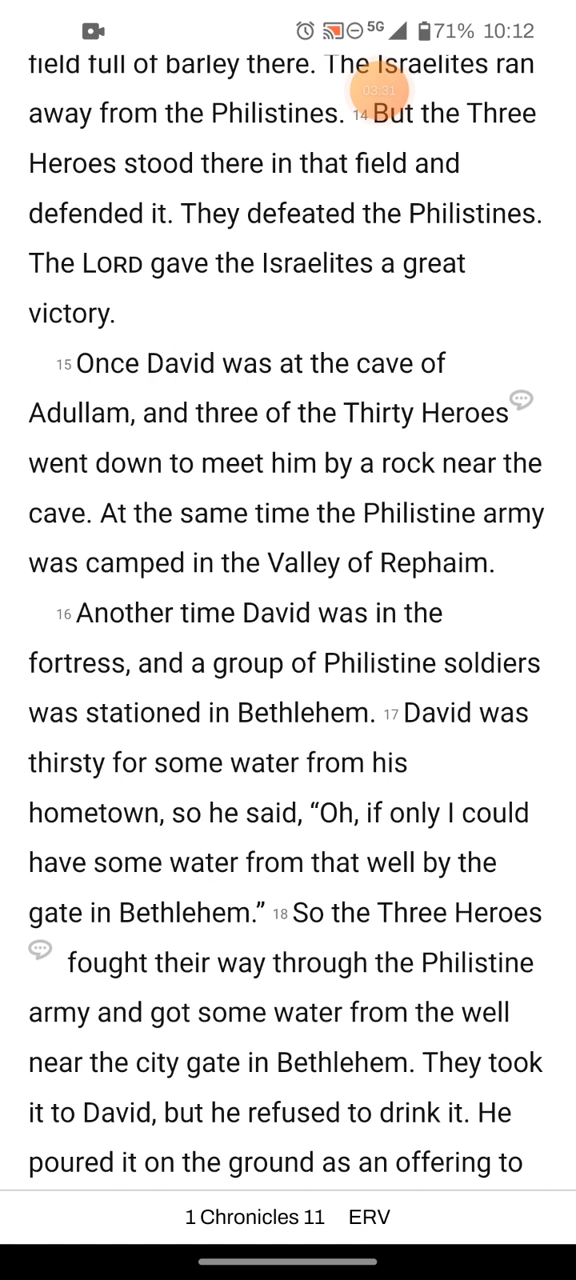 5G 71% 10:12
field full of barley there. The Israelites ran
03:31
away from the Philistines. 14 But the Three
Heroes stood there in that field and
defended it. They defeated the Philistines.
The LORD gave the Israelites a great
victory.
15 Once David was at the cave of
Adullam, and three of the Thirty Heroes
went down to meet him by a rock near the
cave. At the same time the Philistine army
was camped in the Valley of Rephaim.
16 Another time David was in the
fortress, and a group of Philistine soldiers
was stationed in Bethlehem. 17 David was
thirsty for some water from his
hometown, so he said, “Oh, if only I could
have some water from that well by the
gate in Bethlehem.” 18 So the Three Heroes
fought their way through the Philistine
army and got some water from the well
near the city gate in Bethlehem. They took
it to David, but he refused to drink it. He
poured it on the ground as an offering to
1 Chronicles 11 ERV